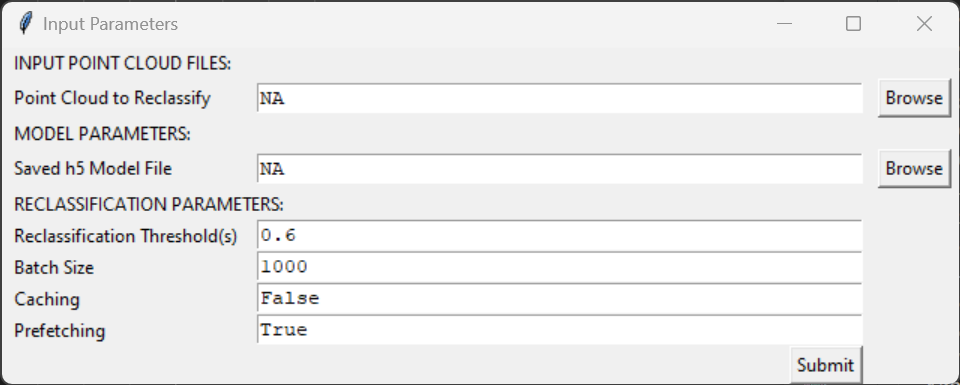 Input Parameters
INPUT POINT CLOUD FILES:
Point Cloud to Reclassify NA Browse
MODEL PARAMETERS:
Saved h5 Model File NA Browse
RECLASSIFICATION PARAMETERS:
Reclassification Threshold(s) 0.6
Batch Size 1000
Caching False
Prefetching True
Submit